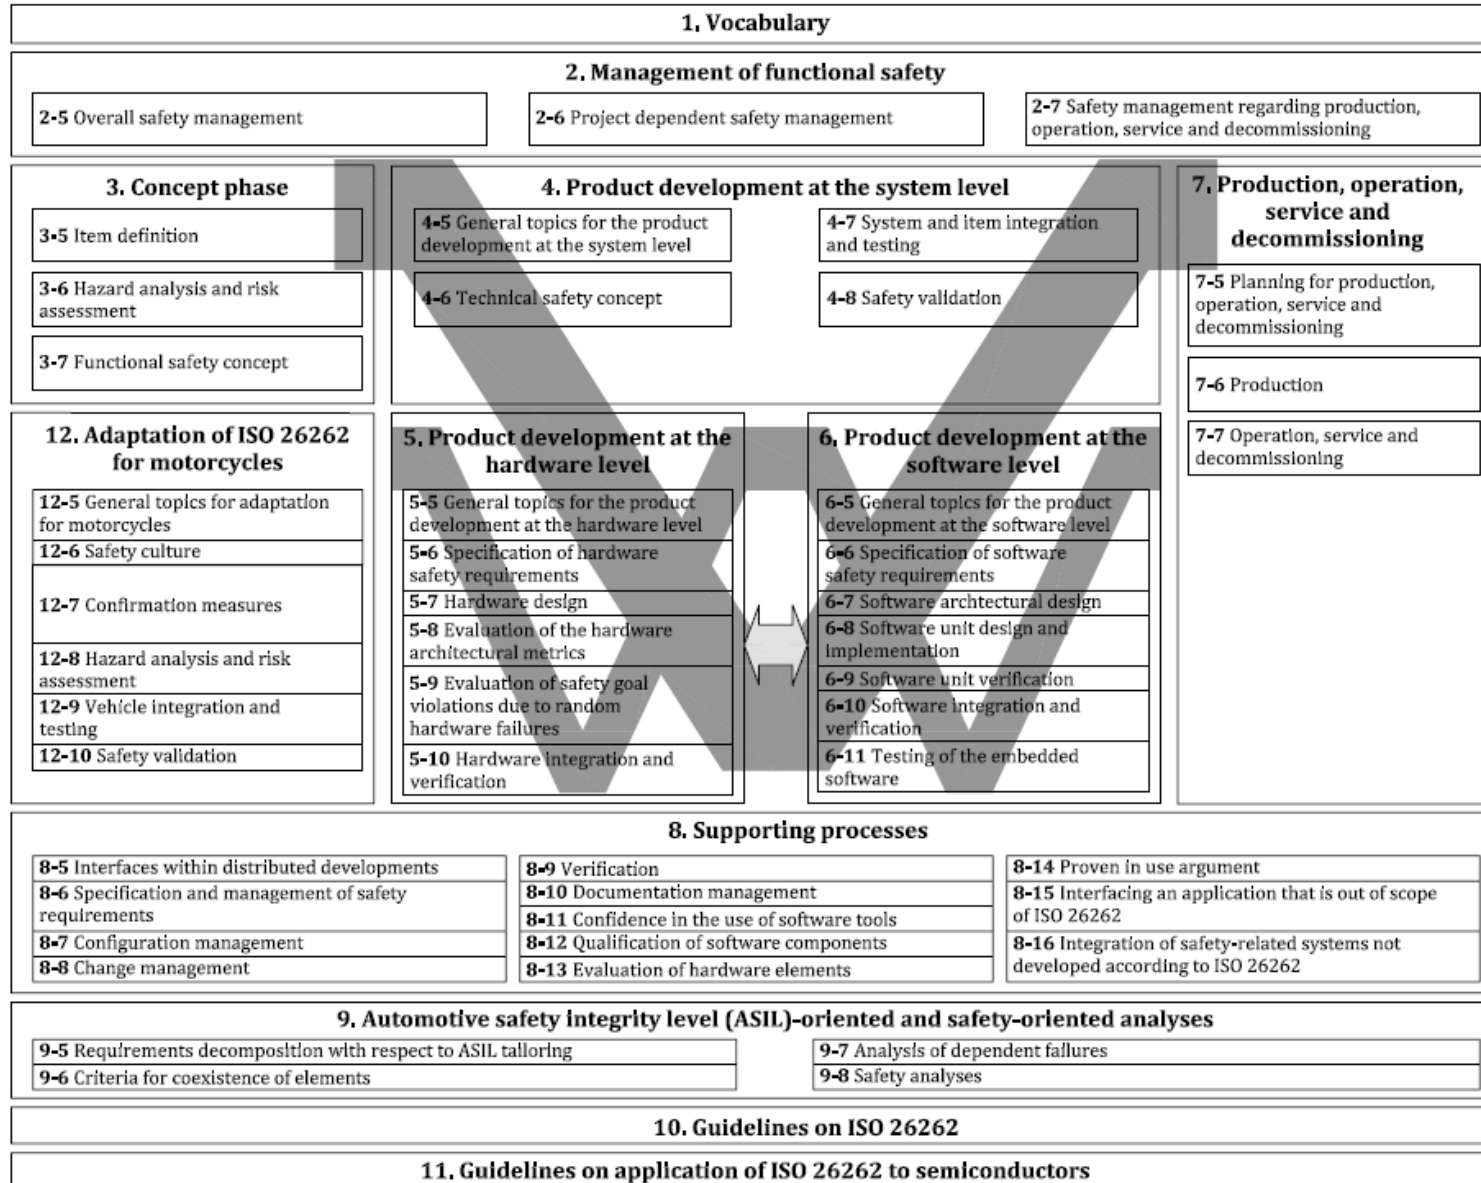 1. Vocabulary
2. Management of functional safety
2-5 Overall safety management
2-6 Project dependent safety management
2-7 Safety management regarding production,
operation, service and decommissioning
3. Concept phase
3-5 Item definition
3-6 Hazard analysis and risk
assessment
3-7 Functional safety concept
4. Product development at the system level
4-5 General topics for the product
development at the system level
4-6 Technical safety concept
4-7 System and item integration
and testing
4-8 Safety validation
7. Production, operation,
service and
decommissioning
7-5 Planning for production,
operation, service and
decommissioning
7-6 Production
7-7 Operation, service and
decommissioning
12. Adaptation of ISO 26262
for motorcycles
12-5 General topics for adaptation
for motorcycles
12-6 Safety culture
12-7 Confirmation measures
12-8 Hazard analysis and risk
assessment
12-9 Vehicle integration and
testing
12-10 Safety validation
5. Product development at the
hardware level
5-5 General topics for the product
development at the hardware level
5-6 Specification of hardware
safety requirements
5-7 Hardware design
5-8 Evaluation of the hardware
architectural metrics
5-9 Evaluation of safety goal
violations due to random
hardware failures
5-10 Hardware integration and
verification
6. Product development at the
software level
6-5 General topics for the product
development at the software level
6-6 Specification of software
safety requirements
6-7 Software archtectural design
6-8 Software unit design and
implementation
6-9 Software unit verification
6-10 Software integration and
verification
6-11 Testing of the embedded
software
8. Supporting processes
8-5 Interfaces within distributed developments
8-6 Specification and management of safety
requirements
8-7 Configuration management
8-8 Change management
8-9 Verification
8-10 Documentation management
8-11 Confidence in the use of software tools
8-12 Qualification of software components
8-13 Evaluation of hardware elements
8-14 Proven in use argument
8-15 Interfacing an application that is out of scope
of ISO 26262
8-16 Integration of safety-related systems not
developed according to ISO 26262
9. Automotive safety integrity level (ASIL)-oriented and safety-oriented analyses
9-5 Requirements decomposition with respect to ASIL tailoring
9-6 Criteria for coexistence of elements
9-7 Analysis of dependent failures
9-8 Safety analyses
10. Guidelines on ISO 26262
11. Guidelines on application of ISO 26262 to semiconductors